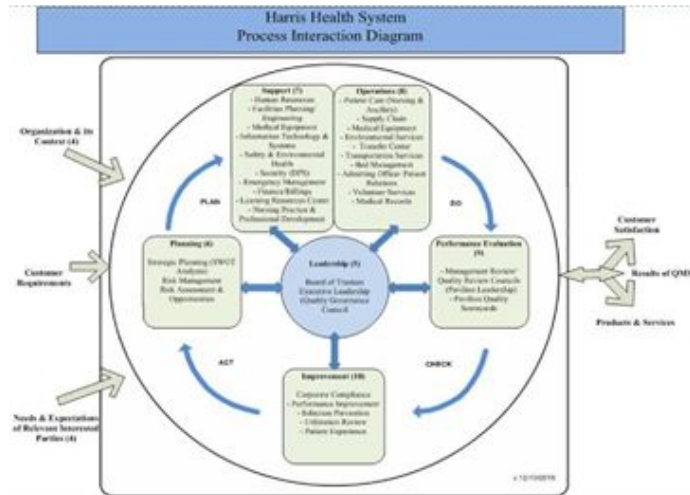 Harris Health System
Process Interaction Diagram
Support (7)
- Human Resources
- Facilities Planning/
Engineering
- Medical Equipment
- Information Technology &
Systems
- Safety & Environmental
Health
- Security (DPS)
- Emergency Management
- Finance/Billings
- Learning Resources Center
- Nursing Practice &
Professional Development
Operations (8)
- Patient Care (Nursing &
Ancillary)
- Supply Chain
- Medical Equipment
- Environmental Services
- Transfer Center
- Transportation Services
- Bed Management
- Admitting Office/ Patient
Relations
- Volunteer Services
- Medical Records
Organization & its
Context (4)
PLAN
DO
Customer
Requirements
Planning (6)
Strategic Planning (SWOT
Analysis)
Risk Management
Risk Assessment &
Opportunities
Leadership (5)
Board of Trustees
Executive Leadership
(Quality Governance
Council)
Performance Evaluation
(9)
- Management Review/
Quality Review Councils
(Pavilion Leadership)
- Pavilion Quality
Scorecards
Customer
Satisfaction
Results of QMS
Products & Services
ACT
CHECK
Improvement (10)
Corporate Compliance
- Performance Improvement
- Infection Prevention
- Utilization Review
- Patient Experience
Needs & Expectations
of Relevant Interested
Parties (4)